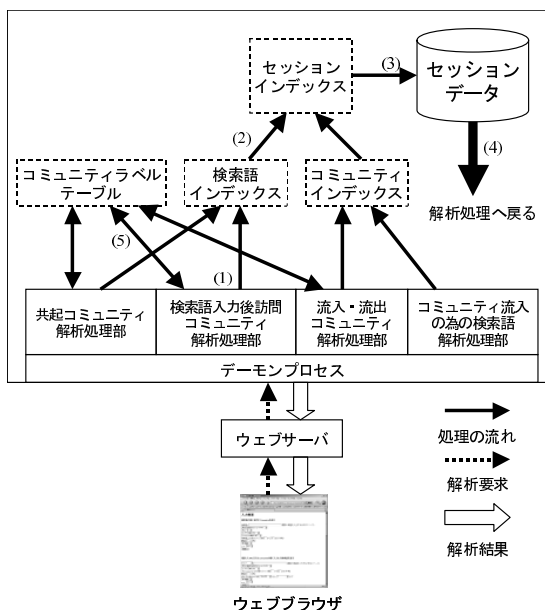 セッション
インデックス
(3)
セッション
データ
(2)
(4)
コミュニティラベル
テーブル
検索語
インデックス
コミュニティ
インデックス
解析処理へ戻る
(5)
(1)
共起コミュニティ
解析処理部
検索語入力後訪問
コミュニティ
解析処理部
流入・流出
コミュニティ
解析処理部
コミュニティ流入
の為の検索語
解析処理部
デーモンプロセス
ウェブサーバ
処理の流れ
解析要求
解析結果
ウェブブラウザ